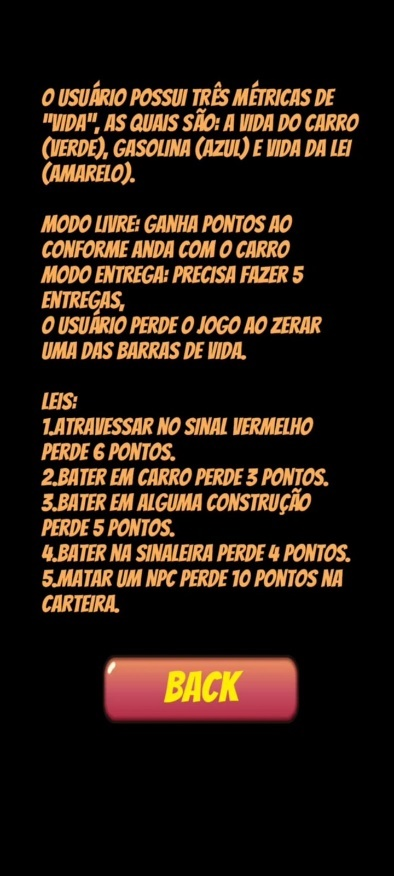 O USUÁRIO POSSUI TRÊS MÉTRICAS DE
"VIDA", AS QUAIS SÃO: A VIDA DO CARRO
(VERDE), GASOLINA (AZUL) E VIDA DA LEI
(AMARELO).
MODO LIVRE: GANHA PONTOS AO
CONFORME ANDA COM O CARRO
MODO ENTREGA: PRECISA FAZER 5
ENTREGAS,
O USUÁRIO PERDE O JOGO AO ZERAR
UMA DAS BARRAS DE VIDA.
LEIS:
1.ATRAVESSAR NO SINAL VERMELHO
PERDE 6 PONTOS.
2.BATER EM CARRO PERDE 3 PONTOS.
3.BATER EM ALGUMA CONSTRUÇÃO
PERDE 5 PONTOS.
4.BATER NA SINALEIRA PERDE 4 PONTOS.
5.MATAR UM NPC PERDE 10 PONTOS NA
CARTEIRA.
BACK